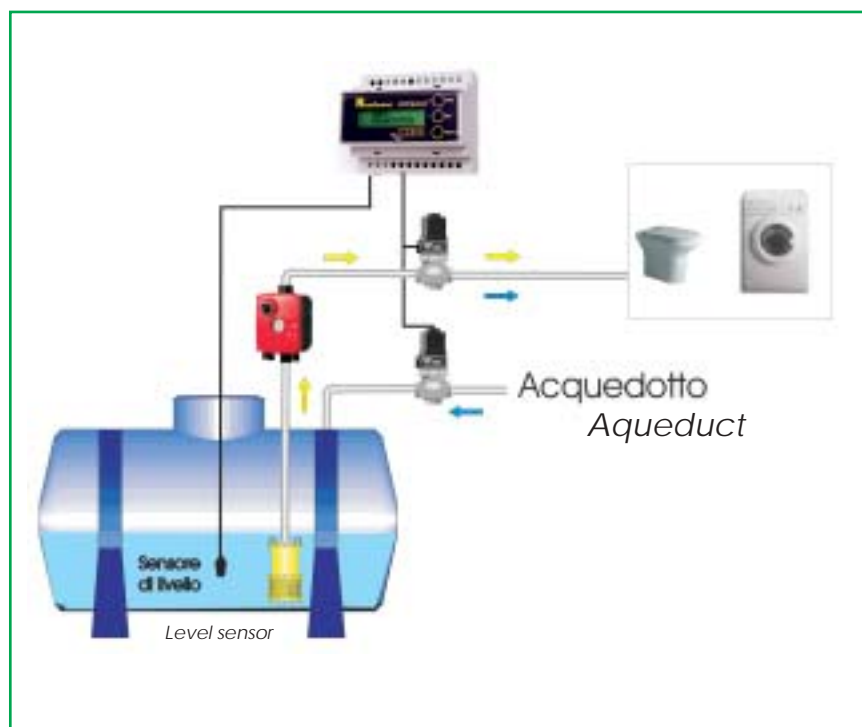 Acquedotto
Aqueduct
Sensore
di livello
Level sensor